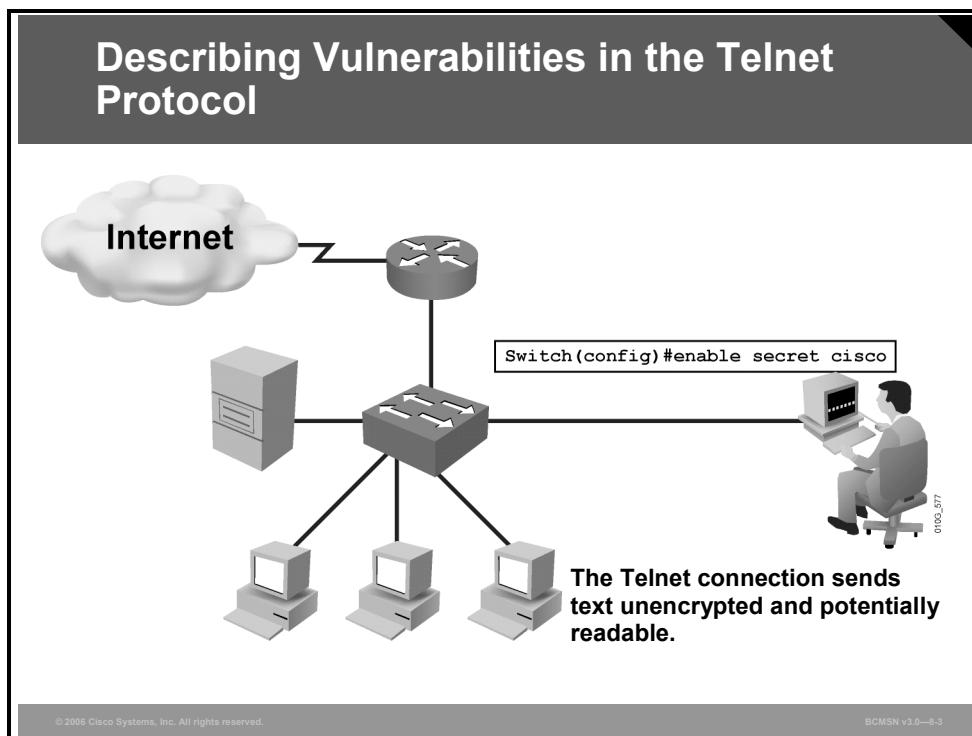 Describing Vulnerabilities in the Telnet
Protocol
Internet
Switch(config)#enable secret cisco
010G_577
The Telnet connection sends
text unencrypted and potentially
readable.
© 2006 Cisco Systems, Inc. All rights reserved.
BCMSN v3.0—8-3